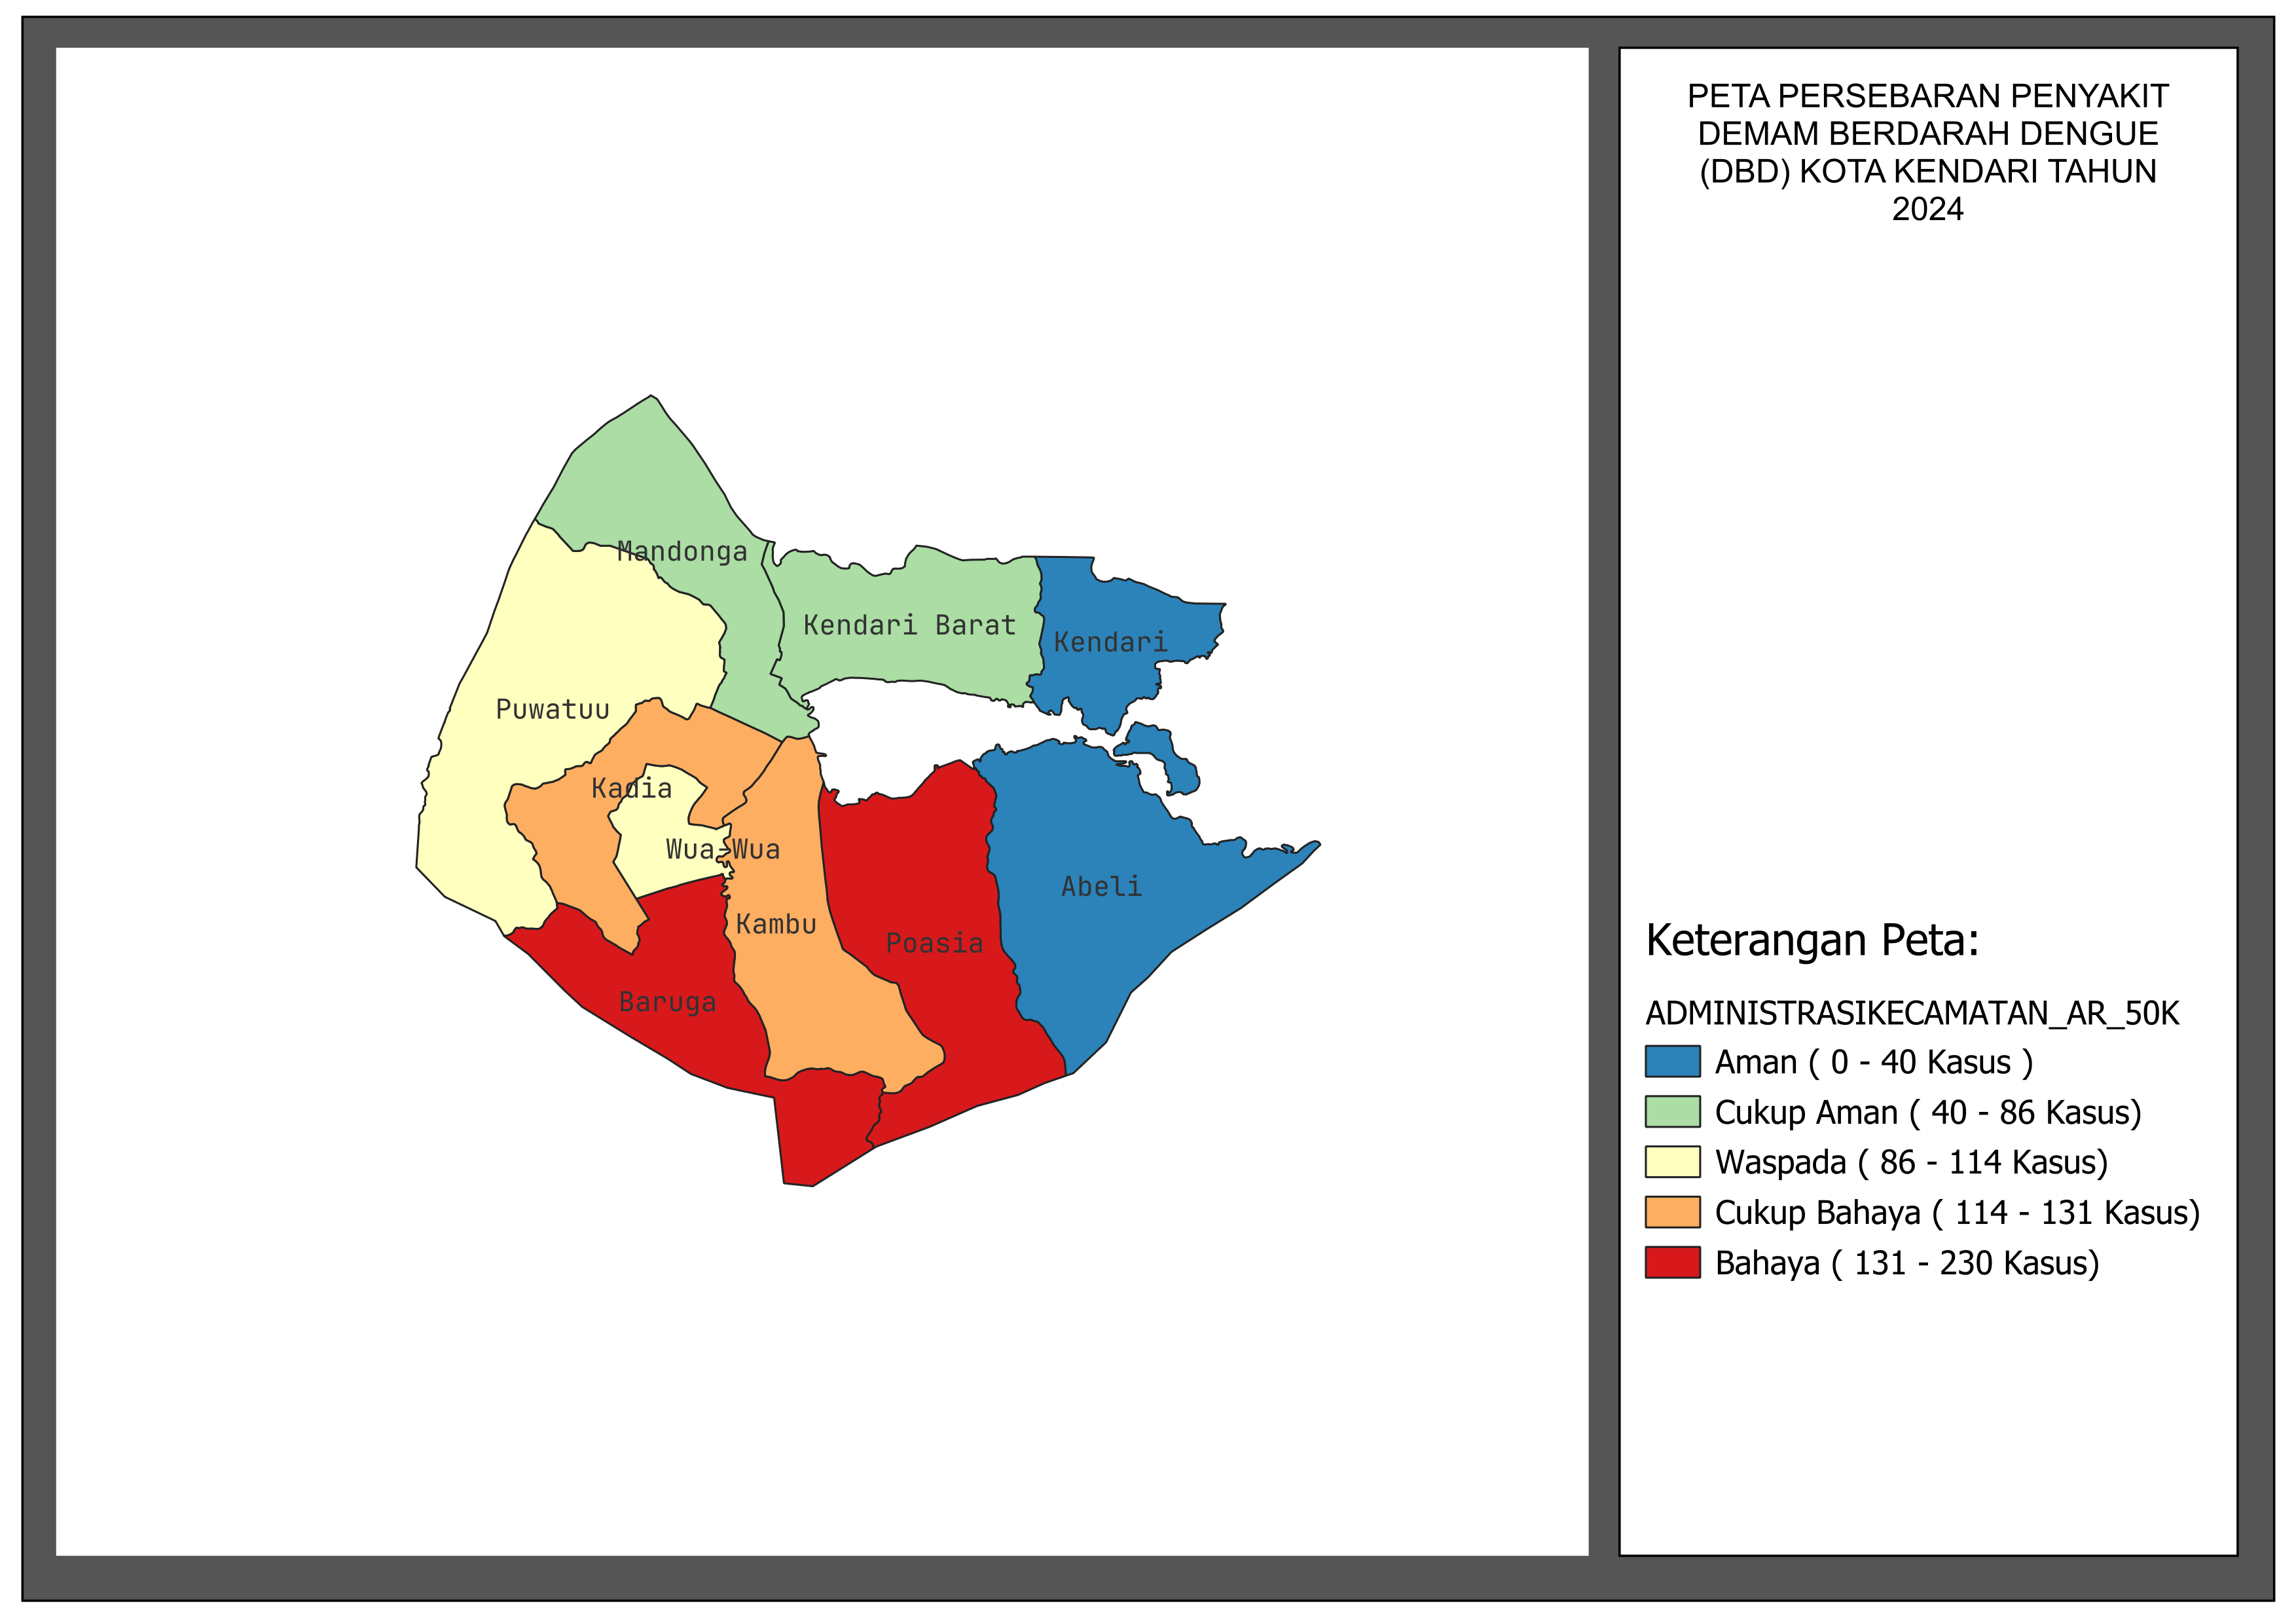 PETA PERSEBARAN PENYAKIT
DEMAM BERDARAH DENGUE
(DBD) KOTA KENDARI TAHUN
2024
Mandonga
Kendari Barat
Kendari
Puwatuu
Kadia
Wua-Wua
Abeli
Kambu
Poasia
Baruga
Keterangan Peta:
ADMINISTRASIKECAMATAN_AR_50K
Aman ( 0 - 40 Kasus )
Cukup Aman ( 40 - 86 Kasus)
Waspada ( 86 - 114 Kasus)
Cukup Bahaya ( 114 - 131 Kasus)
Bahaya ( 131 - 230 Kasus)